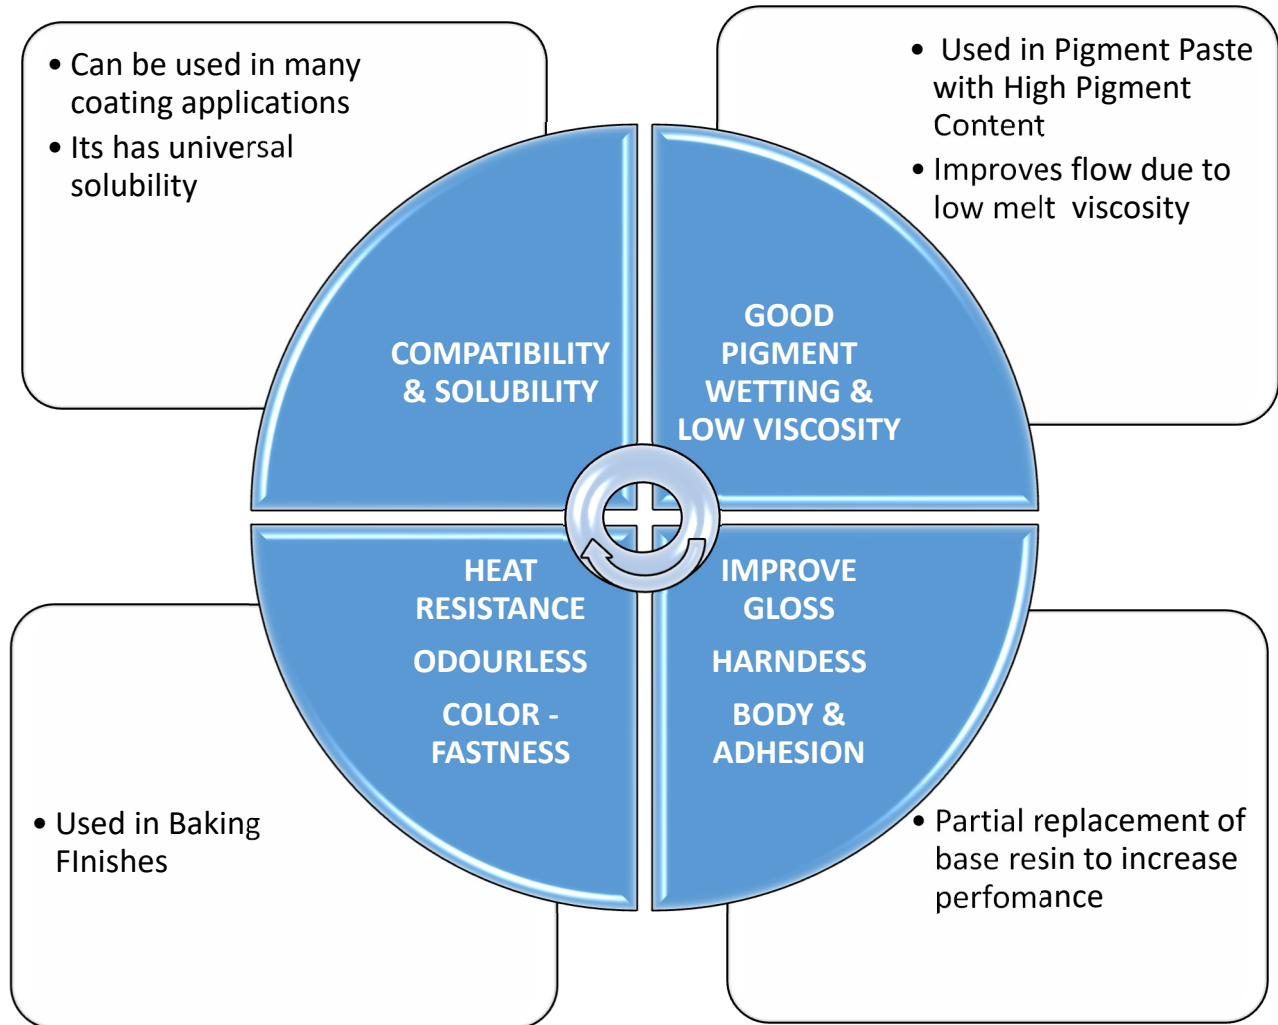 • Can be used in many
coating applications
• Its has universal
solubility
• Used in Pigment Paste
with High Pigment
Content
• Improves flow due to
low melt viscosity
COMPATIBILITY
& SOLUBILITY
GOOD
PIGMENT
WETTING &
LOW VISCOSITY
HEAT
RESISTANCE
ODOURLESS
COLOR -
FASTNESS
IMPROVE
GLOSS
HARNDESS
BODY &
ADHESION
• Used in Baking
FInishes
• Partial replacement of
base resin to increase
perfomance